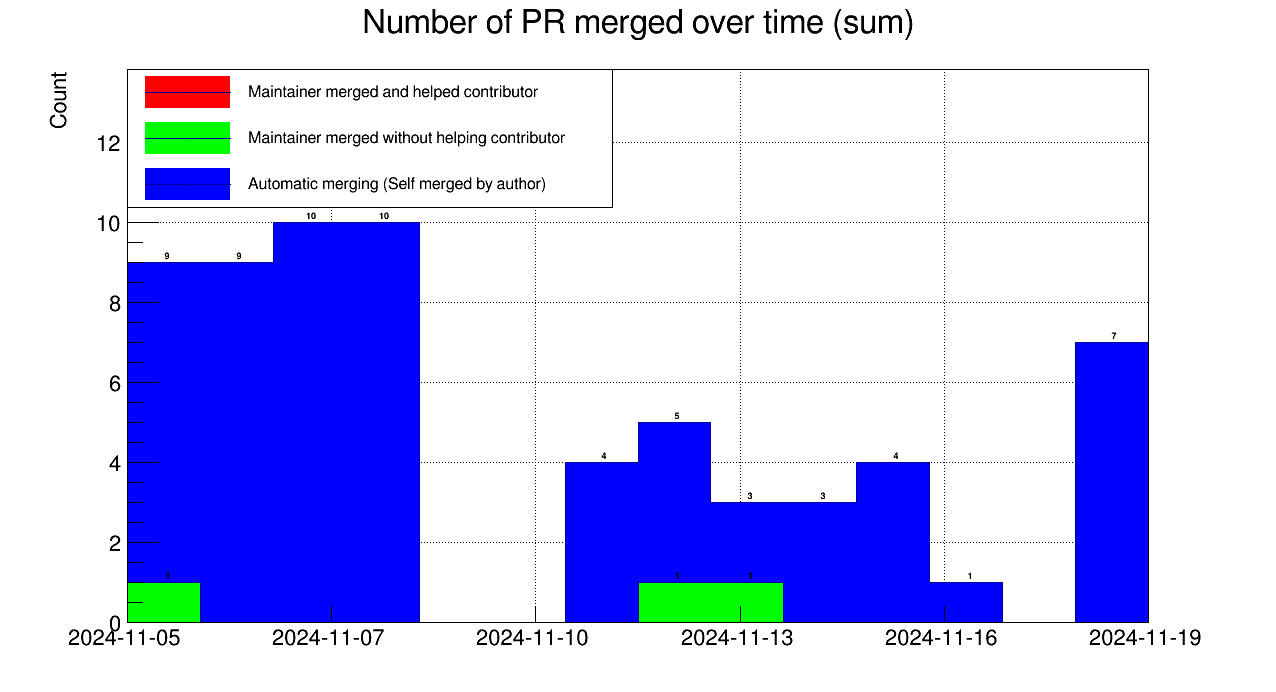 Number of PR merged over time (sum)
Count
Maintainer merged and helped contributor
Maintainer merged without helping contributor
Automatic merging (Self merged by author)
12
10
8
6
4
2
0
9 9 10 10 4 5 3 3 4 1 7
1 1 1
2024-11-05 2024-11-07 2024-11-10 2024-11-13 2024-11-16 2024-11-19